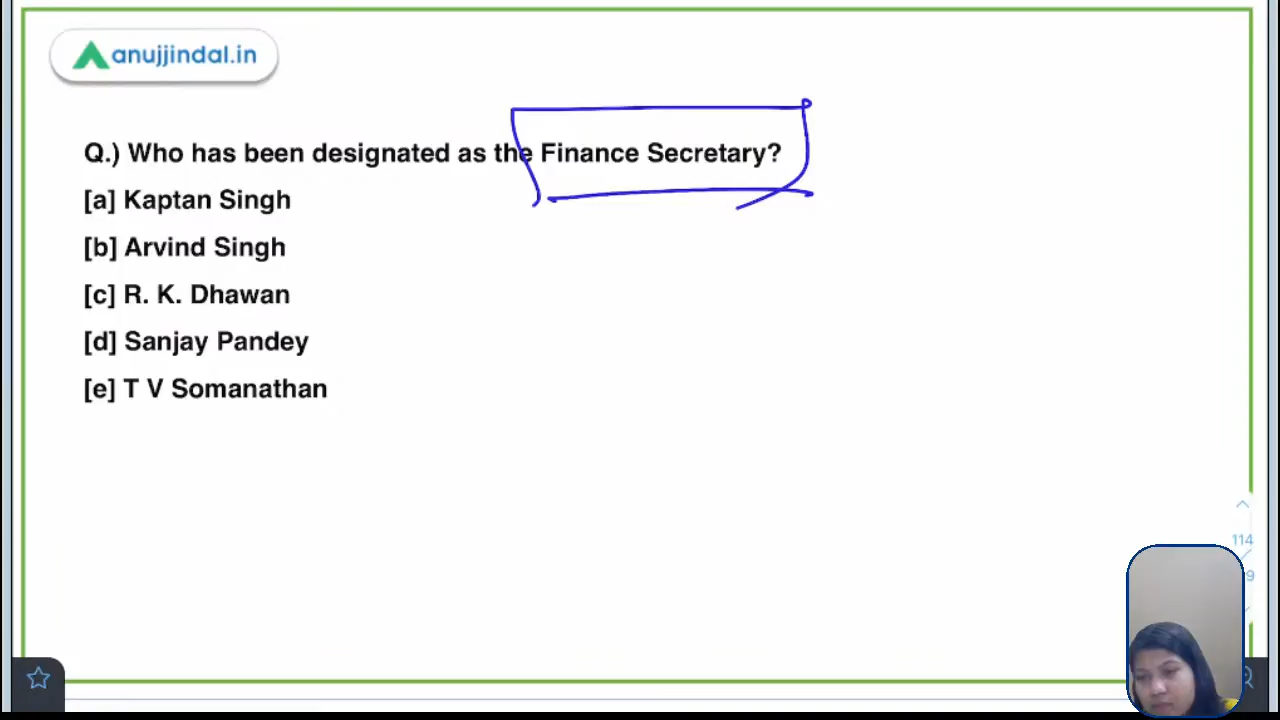 anujjindal.in
Q.) Who has been designated as the Finance Secretary?
[a] Kaptan Singh
[b] Arvind Singh
[c] R. K. Dhawan
[d] Sanjay Pandey
[e] T V Somanathan
114
9